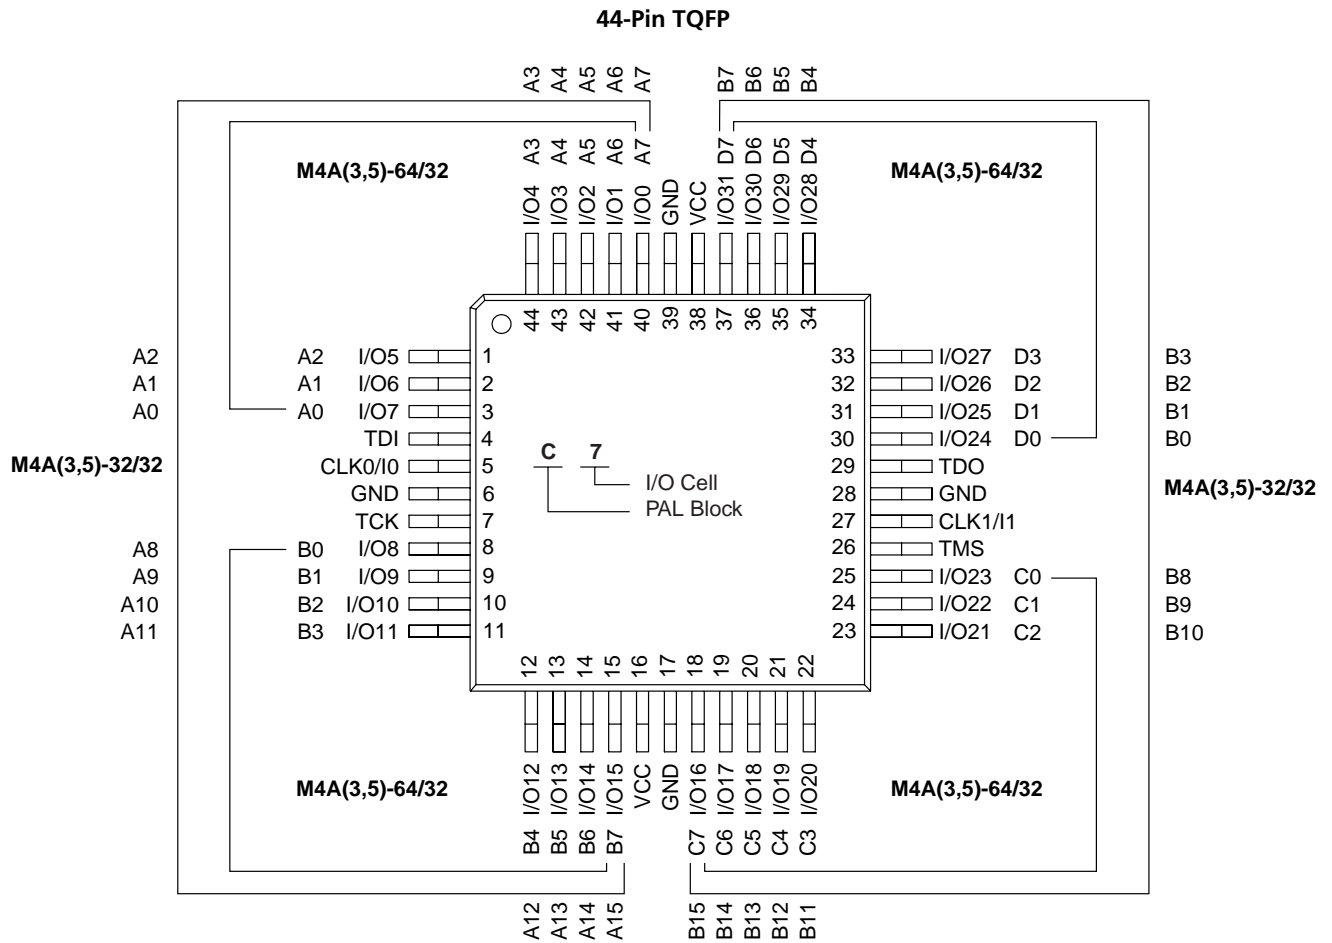 44-Pin TQFP
A3 A4 A5 A6 A7 B7 B6 B5 B4
A3 A4 A5 A6 A7 D7 D6 D5 D4
M4A(3,5)-64/32 M4A(3,5)-64/32
I/O4 I/O3 I/O2 I/O1 I/O0 GND VCC I/O31 I/O30 I/O29 I/O28
44 43 42 41 40 39 38 37 36 35 34
A2 A2 I/O5 1 33 I/O27 D3 B3
A1 A1 I/O6 2 32 I/O26 D2 B2
A0 A0 I/O7 3 31 I/O25 D1 B1
TDI 4 30 I/O24 D0 B0
M4A(3,5)-32/32 CLK0/I0 5 C 7 29 TDO
GND 6 I/O Cell 28 GND M4A(3,5)-32/32
TCK 7 PAL Block 27 CLK1/I1
A8 B0 I/O8 8 26 TMS
A9 B1 I/O9 9 25 I/O23 C0 B8
A10 B2 I/O10 10 24 I/O22 C1 B9
A11 B3 I/O11 11 23 I/O21 C2 B10
12 13 14 15 16 17 18 19 20 21 22
I/O12 I/O13 I/O14 I/O15 VCC GND I/O16 I/O17 I/O18 I/O19 I/O20
M4A(3,5)-64/32 M4A(3,5)-64/32
B4 B5 B6 B7 C7 C6 C5 C4 C3
A12 A13 A14 A15 B15 B14 B13 B12 B11